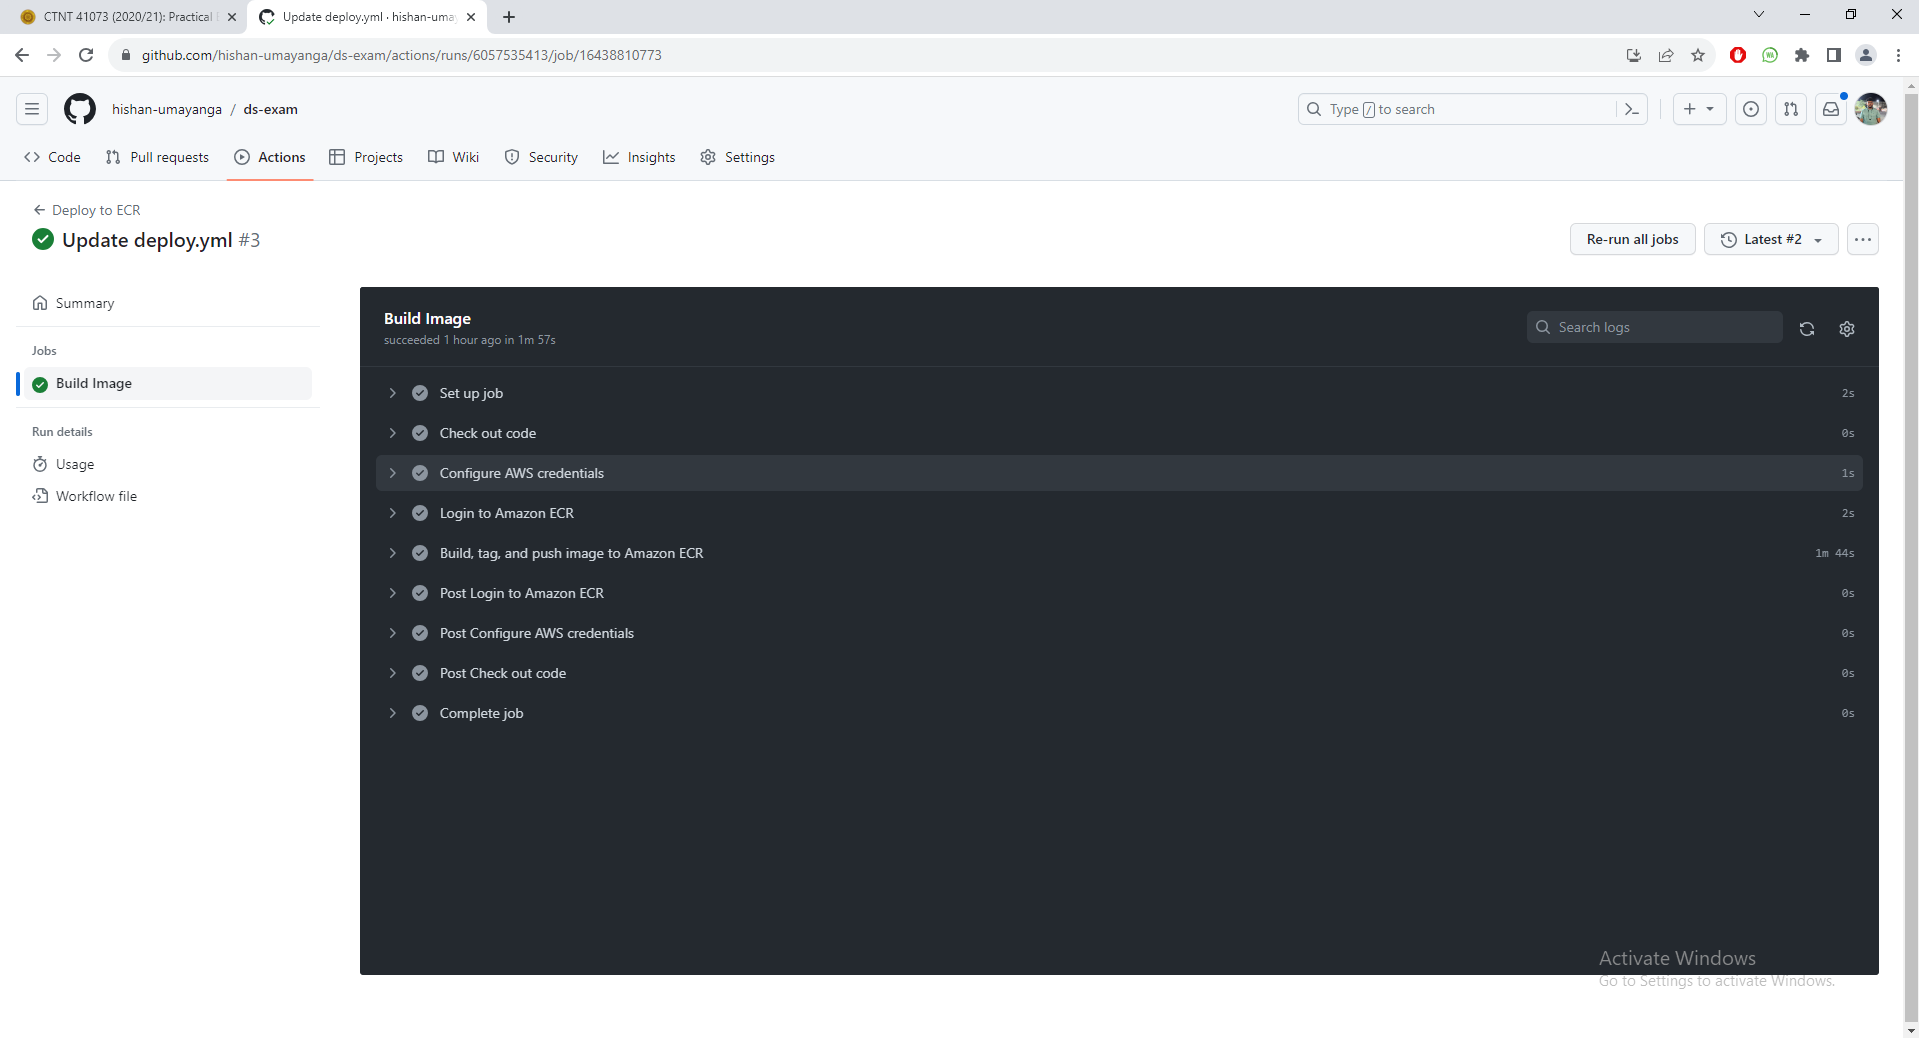 CTNT 41073 (2020/21): Practical
Update deploy.yml · hishan-umaya
github.com/hishan-umayanga/ds-exam/actions/runs/6057535413/job/16438810773
hishan-umayanga / ds-exam
Type / to search
Code
Pull requests
Actions
Projects
Wiki
Security
Insights
Settings
Deploy to ECR
Update deploy.yml #3
Re-run all jobs
Latest #2
Summary
Jobs
Build Image
Run details
Usage
Workflow file
Build Image
succeeded 1 hour ago in 1m 57s
Search logs
Set up job 2s
Check out code 0s
Configure AWS credentials 1s
Login to Amazon ECR 2s
Build, tag, and push image to Amazon ECR 1m 44s
Post Login to Amazon ECR 0s
Post Configure AWS credentials 0s
Post Check out code 0s
Complete job 0s
Activate Windows
Go to Settings to activate Windows.